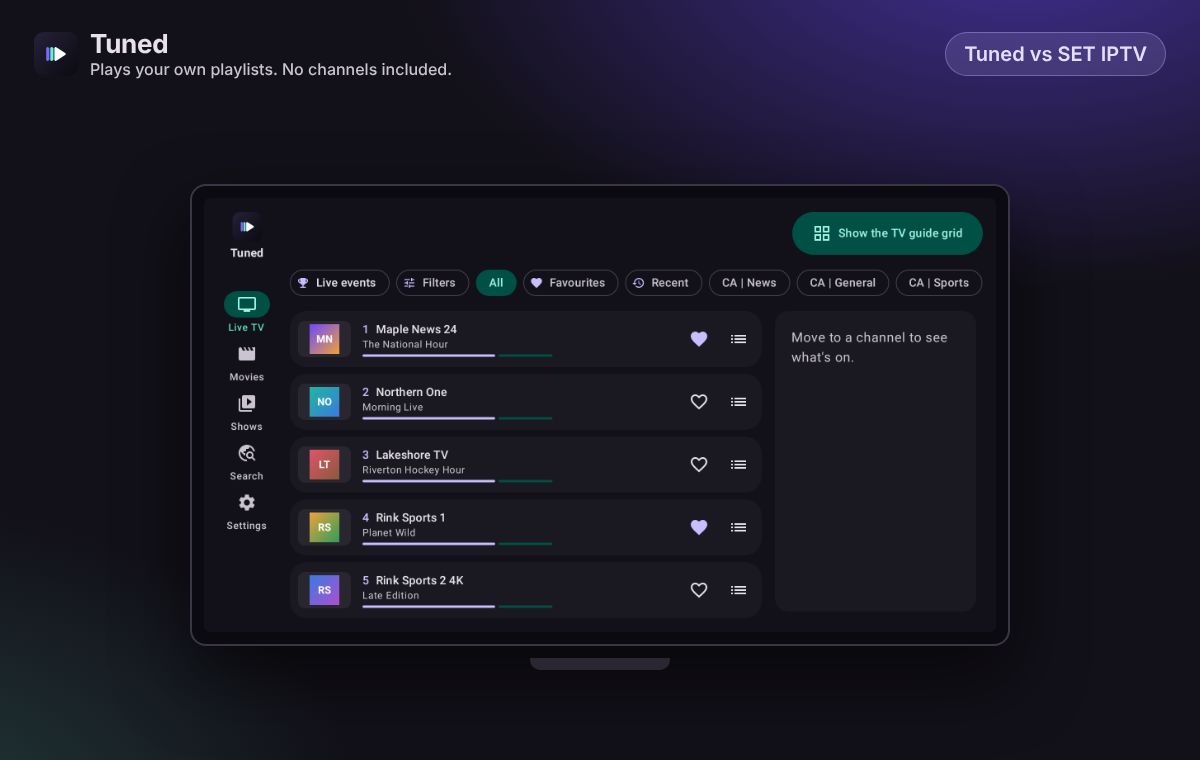 Tuned
Plays your own playlists. No channels included.
Tuned vs SET IPTV
Tuned
Show the TV guide grid
Live events
Filters
All
Favourites
Recent
CA | News
CA | General
CA | Sports
Live TV
Movies
Shows
Search
Settings
MN
1 Maple News 24
The National Hour
NO
2 Northern One
Morning Live
LT
3 Lakeshore TV
Riverton Hockey Hour
RS
4 Rink Sports 1
Planet Wild
RS
5 Rink Sports 2 4K
Late Edition
Move to a channel to see
what's on.